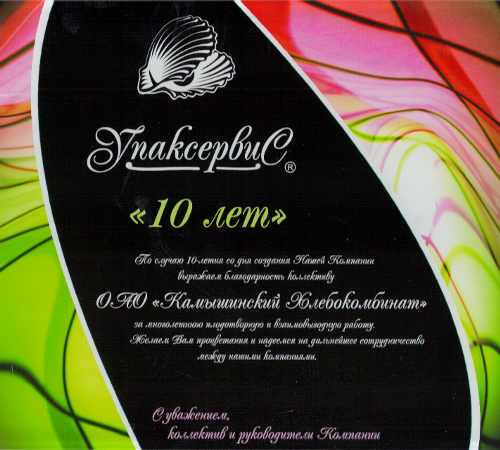 УпаксервиС®
«10 лет»
По случаю 10-летия со дня создания Нашей Компании
выражаем благодарность коллективу
ОАО «Камышинский Хлебокомбинат»
за многолетнюю плодотворную и взаимовыгодную работу.
Желаем Вам процветания и надеемся на дальнейшее сотрудничество
между нашими компаниями.
С уважением,
коллектив и руководители Компании